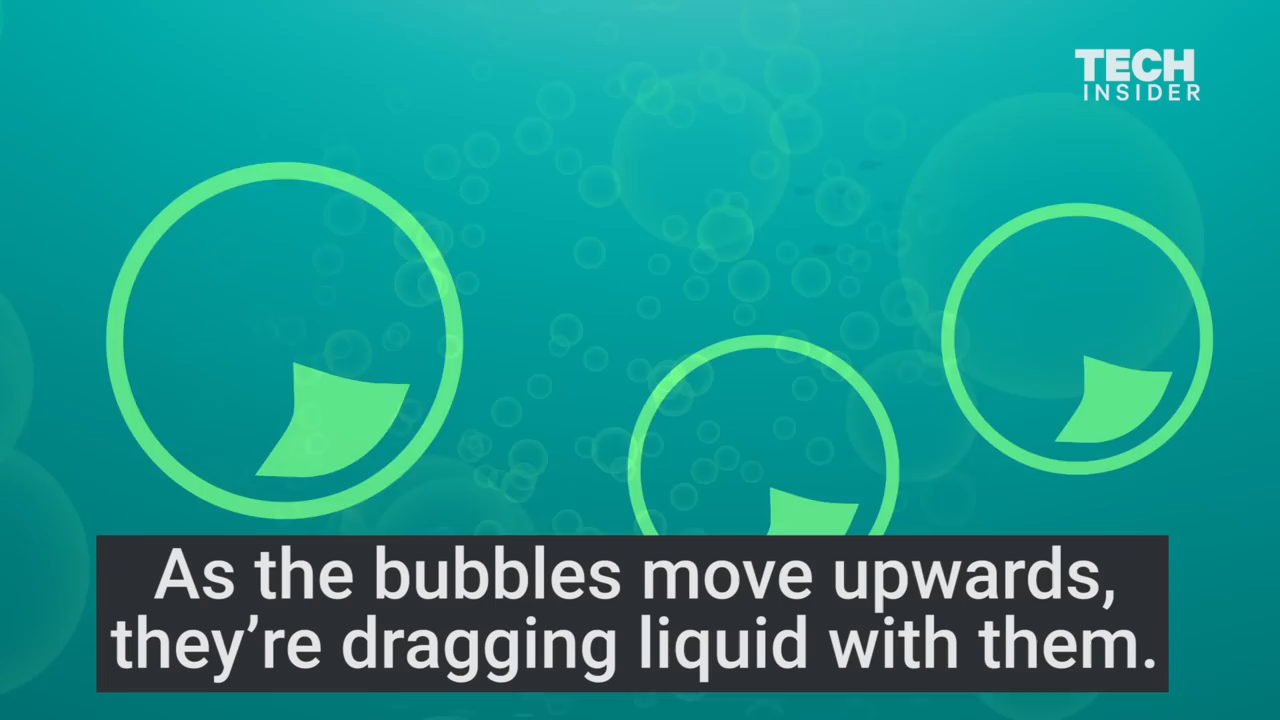 TECH
INSIDER
As the bubbles move upwards,
they’re dragging liquid with them.